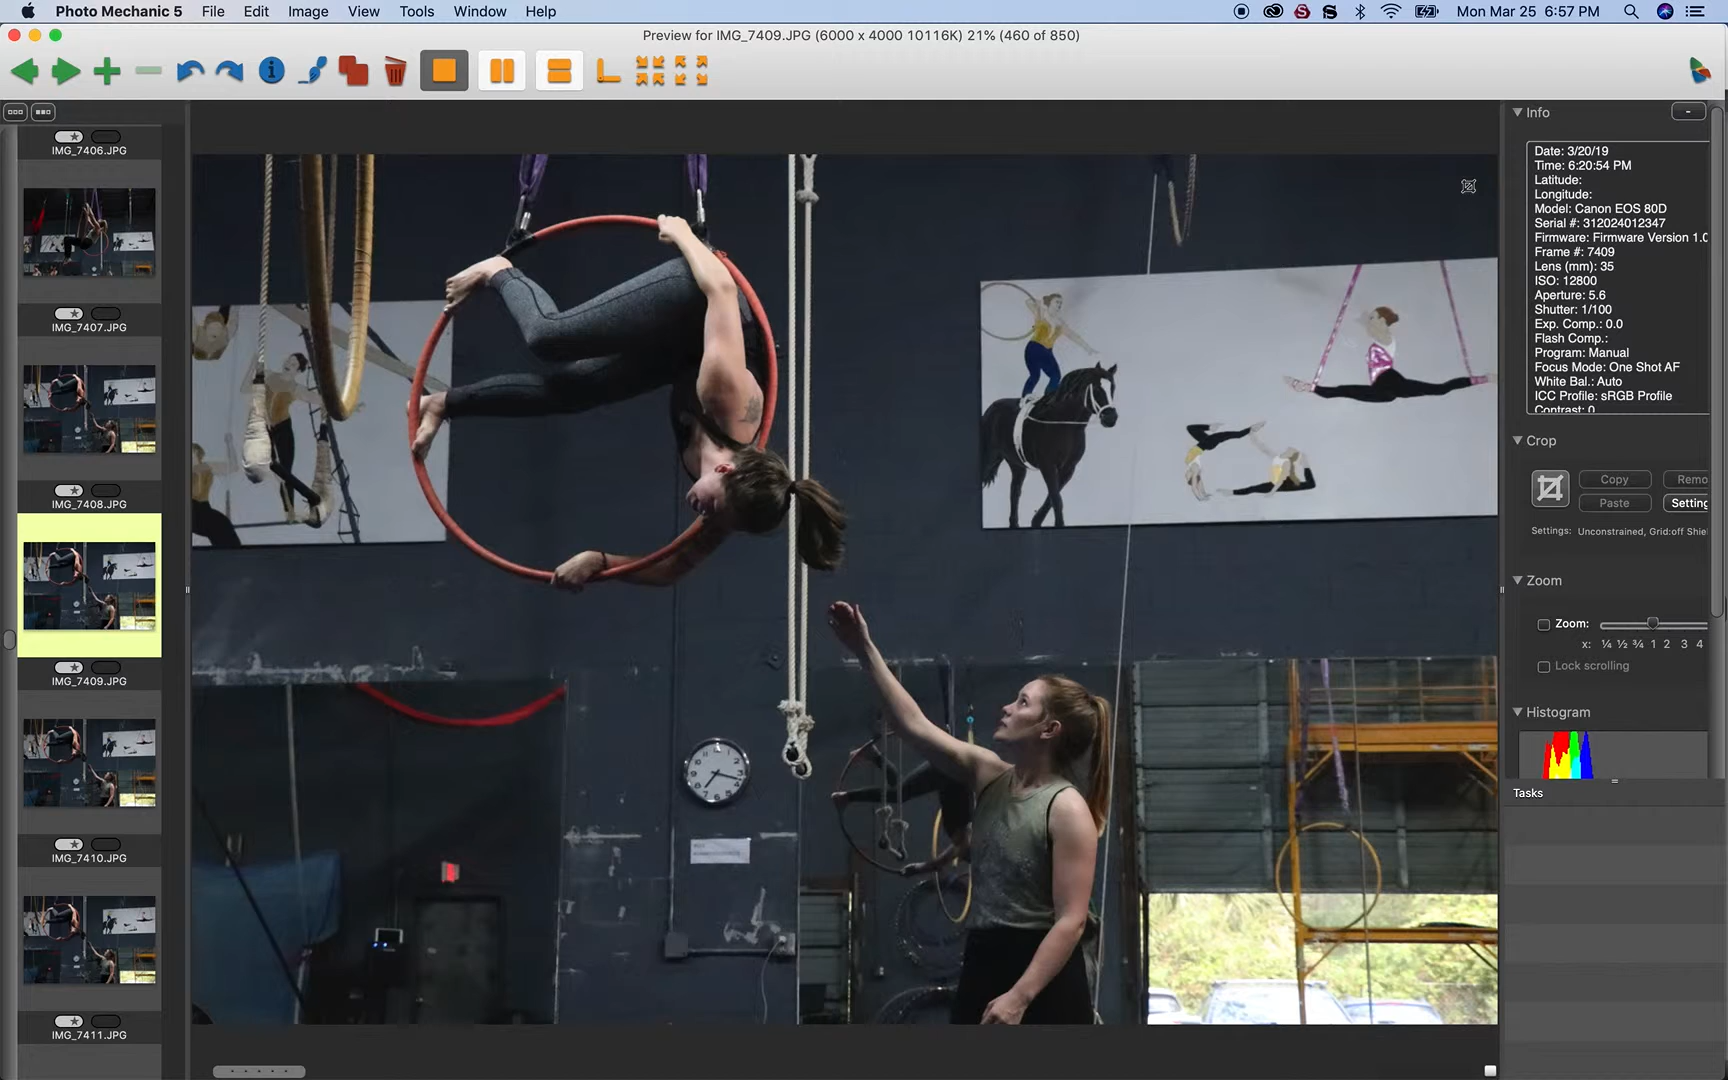 Photo Mechanic 5 File Edit Image View Tools Window Help Mon Mar 25 6:57 PM
Preview for IMG_7409.JPG (6000 x 4000 10116K) 21% (460 of 850)
IMG_7406.JPG
IMG_7407.JPG
IMG_7408.JPG
IMG_7409.JPG
IMG_7410.JPG
IMG_7411.JPG
Info
-
Date: 3/20/19
Time: 6:20:54 PM
Latitude:
Longitude:
Model: Canon EOS 80D
Serial #: 312024012347
Firmware: Firmware Version 1.0
Frame #: 7409
Lens (mm): 35
ISO: 12800
Aperture: 5.6
Shutter: 1/100
Exp. Comp.: 0.0
Flash Comp.:
Program: Manual
Focus Mode: One Shot AF
White Bal.: Auto
ICC Profile: sRGB Profile
Contrast: 0
Crop
Copy Remo
Paste Setting
Settings: Unconstrained, Grid:off Shie
Zoom
Zoom:
x: ¼ ½ ¾ 1 2 3 4
Lock scrolling
Histogram
Tasks